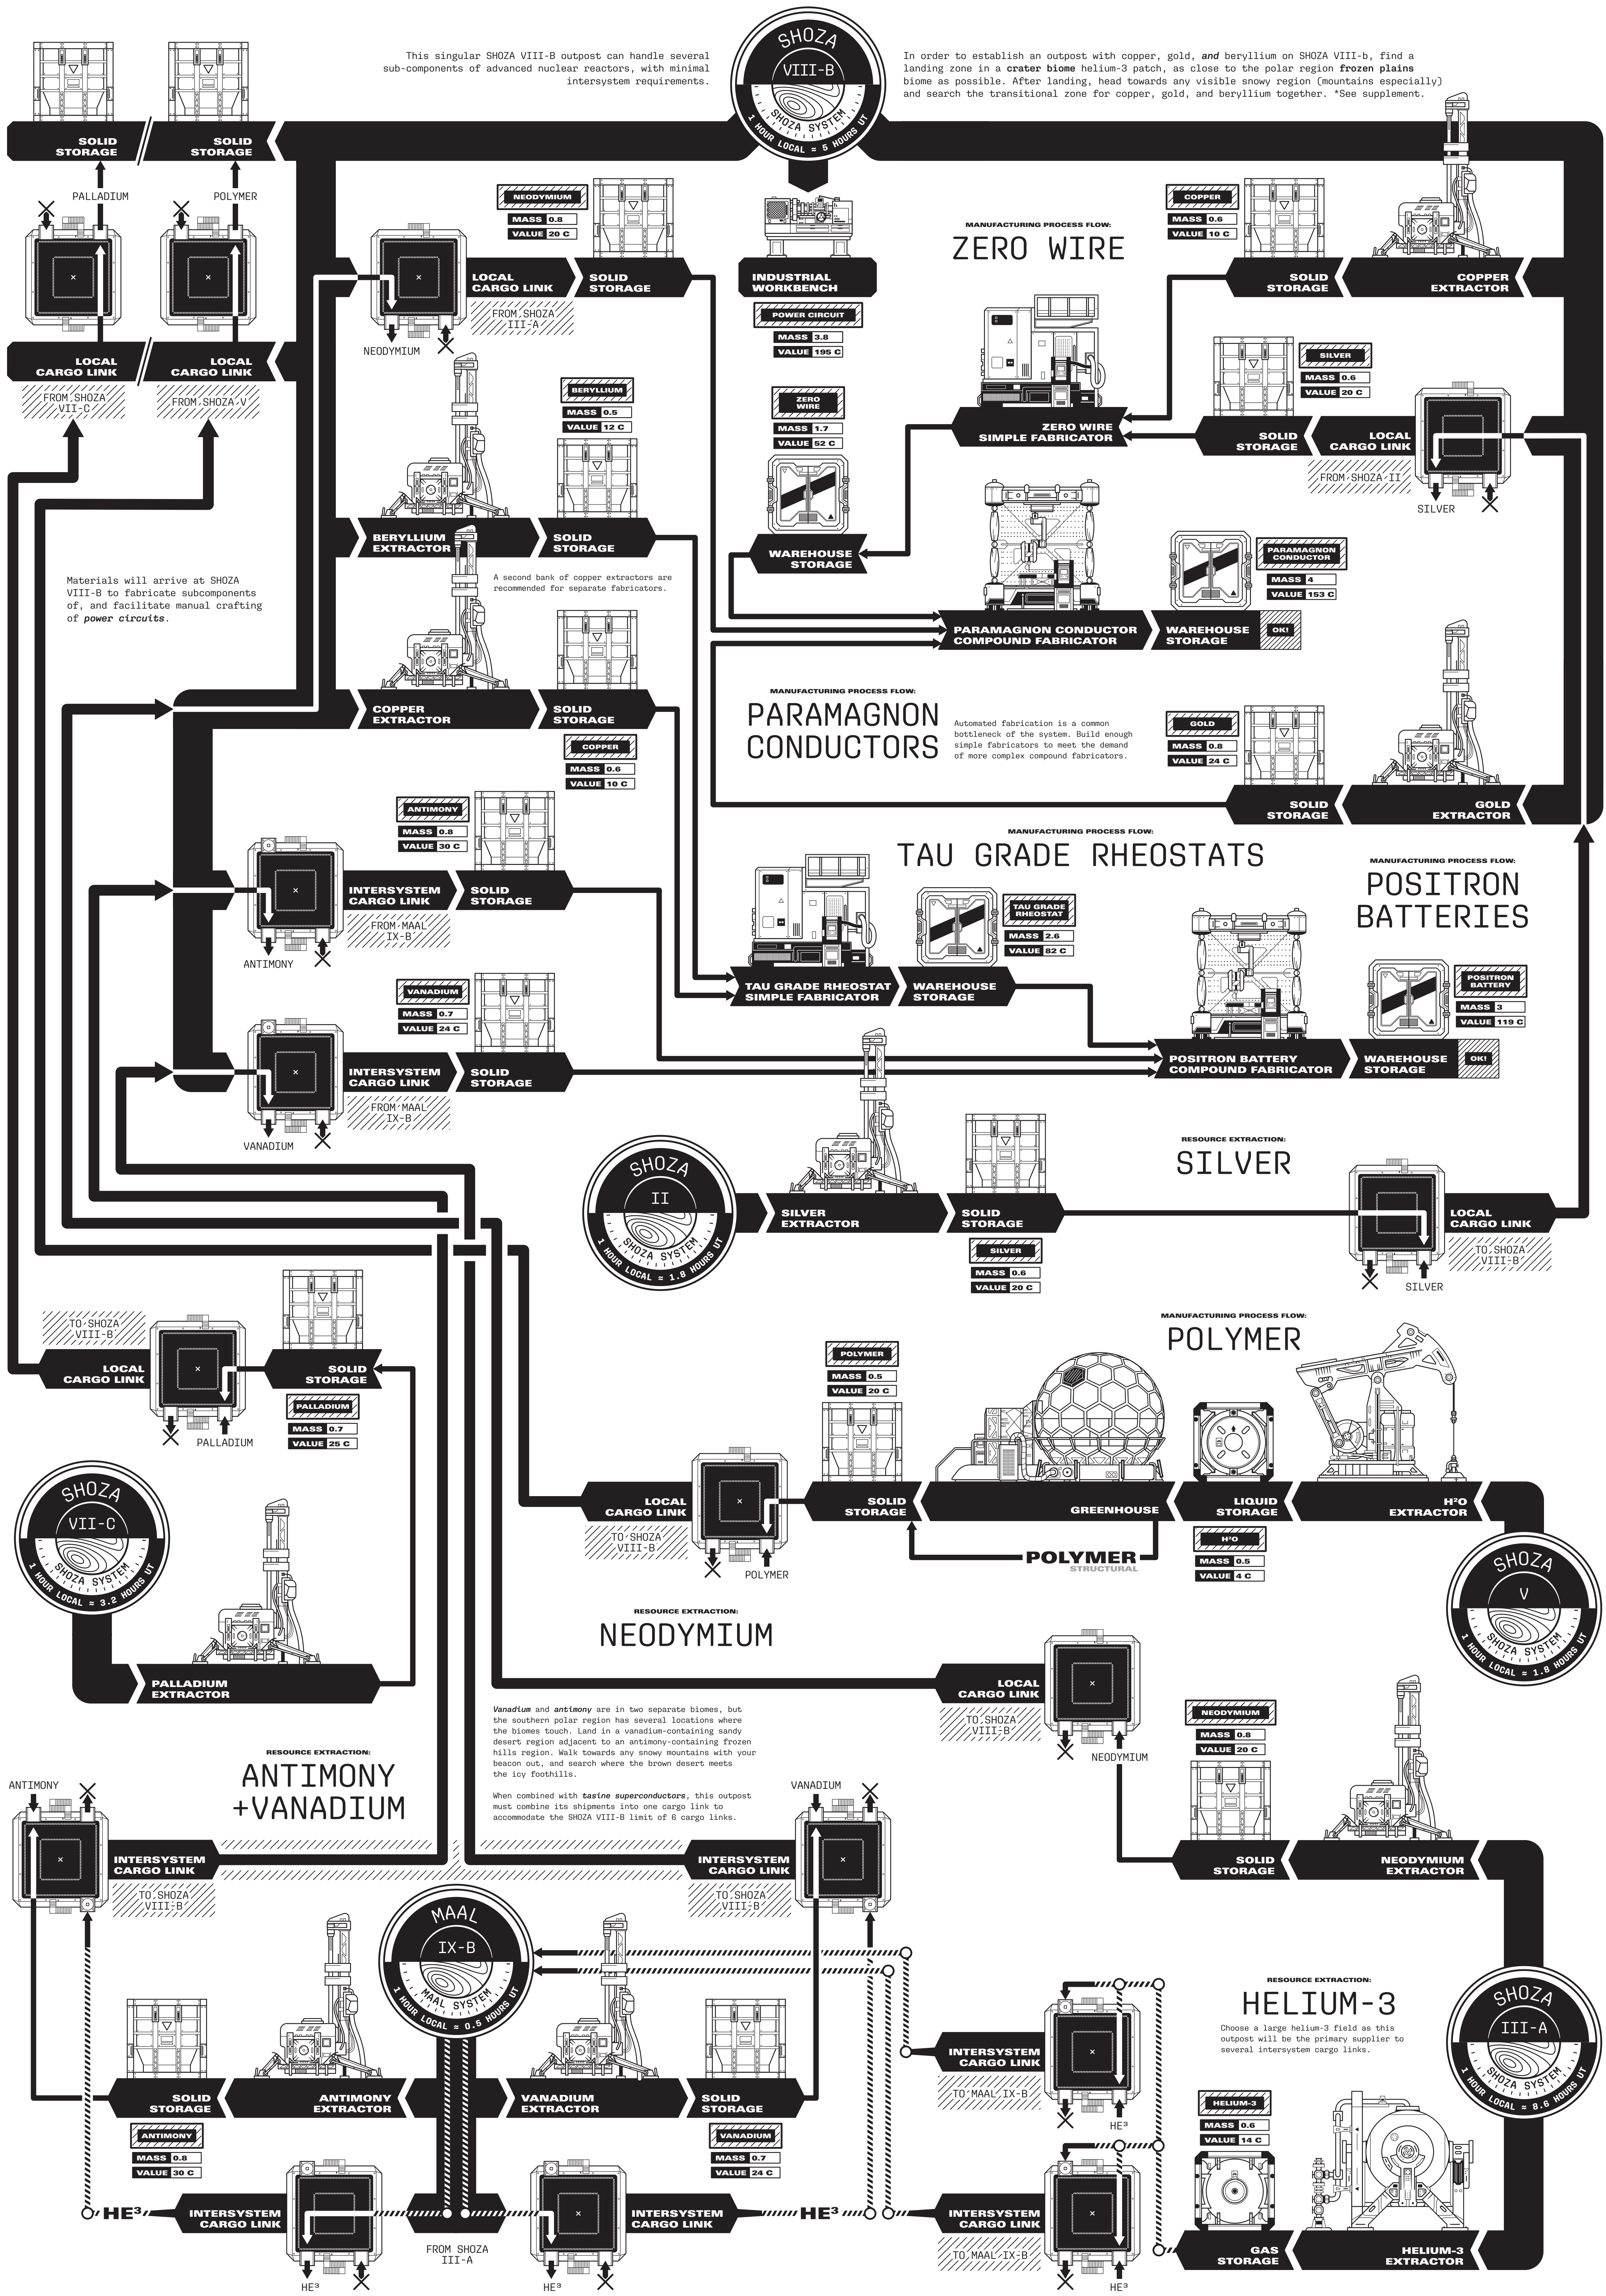 SHOZA
VIII-B
SHOZA SYSTEM
1 HOUR LOCAL ≈ 5 HOURS UT
This singular SHOZA VIII-B outpost can handle several
sub-components of advanced nuclear reactors, with minimal
intersystem requirements.
In order to establish an outpost with copper, gold, and beryllium on SHOZA VIII-b, find a
landing zone in a crater biome helium-3 patch, as close to the polar region frozen plains
biome as possible. After landing, head towards any visible snowy region (mountains especially)
and search the transitional zone for copper, gold, and beryllium together. *See supplement.
SOLID
STORAGE
SOLID
STORAGE
PALLADIUM
POLYMER
LOCAL
CARGO LINK
LOCAL
CARGO LINK
FROM SHOZA
VII-C
FROM SHOZA V
NEODYMIUM
MASS 0.8
VALUE 20 C
LOCAL
CARGO LINK
SOLID
STORAGE
FROM SHOZA
III-A
NEODYMIUM
INDUSTRIAL
WORKBENCH
POWER CIRCUIT
MASS 3.8
VALUE 195 C
MANUFACTURING PROCESS FLOW:
ZERO WIRE
COPPER
MASS 0.6
VALUE 10 C
SOLID
STORAGE
COPPER
EXTRACTOR
BERYLLIUM
MASS 0.5
VALUE 12 C
ZERO
WIRE
MASS 1.7
VALUE 52 C
SILVER
MASS 0.6
VALUE 20 C
ZERO WIRE
SIMPLE FABRICATOR
SOLID
STORAGE
LOCAL
CARGO LINK
FROM SHOZA II
SILVER
BERYLLIUM
EXTRACTOR
SOLID
STORAGE
WAREHOUSE
STORAGE
PARAMAGNON
CONDUCTOR
MASS 4
VALUE 153 C
A second bank of copper extractors are
recommended for separate fabricators.
Materials will arrive at SHOZA
VIII-B to fabricate subcomponents
of, and facilitate manual crafting
of power circuits.
PARAMAGNON CONDUCTOR
COMPOUND FABRICATOR
WAREHOUSE
STORAGE
OK!
COPPER
EXTRACTOR
SOLID
STORAGE
COPPER
MASS 0.6
VALUE 10 C
MANUFACTURING PROCESS FLOW:
PARAMAGNON
CONDUCTORS
Automated fabrication is a common
bottleneck of the system. Build enough
simple fabricators to meet the demand
of more complex compound fabricators.
GOLD
MASS 0.8
VALUE 24 C
SOLID
STORAGE
GOLD
EXTRACTOR
ANTIMONY
MASS 0.8
VALUE 30 C
INTERSYSTEM
CARGO LINK
SOLID
STORAGE
FROM MAAL
IX-B
ANTIMONY
MANUFACTURING PROCESS FLOW:
TAU GRADE RHEOSTATS
MANUFACTURING PROCESS FLOW:
POSITRON
BATTERIES
TAU GRADE
RHEOSTAT
MASS 2.6
VALUE 82 C
TAU GRADE RHEOSTAT
SIMPLE FABRICATOR
WAREHOUSE
STORAGE
POSITRON
BATTERY
MASS 3
VALUE 119 C
VANADIUM
MASS 0.7
VALUE 24 C
INTERSYSTEM
CARGO LINK
SOLID
STORAGE
FROM MAAL
IX-B
VANADIUM
POSITRON BATTERY
COMPOUND FABRICATOR
WAREHOUSE
STORAGE
OK!
SHOZA
II
SHOZA SYSTEM
1 HOUR LOCAL ≈ 1.8 HOURS UT
RESOURCE EXTRACTION:
SILVER
SILVER
EXTRACTOR
SOLID
STORAGE
SILVER
MASS 0.6
VALUE 20 C
LOCAL
CARGO LINK
TO SHOZA
VIII-B
SILVER
TO SHOZA
VIII-B
LOCAL
CARGO LINK
SOLID
STORAGE
PALLADIUM
PALLADIUM
MASS 0.7
VALUE 25 C
MANUFACTURING PROCESS FLOW:
POLYMER
POLYMER
MASS 0.5
VALUE 20 C
LOCAL
CARGO LINK
TO SHOZA
VIII-B
POLYMER
SOLID
STORAGE
GREENHOUSE
LIQUID
STORAGE
H²O
EXTRACTOR
POLYMER
STRUCTURAL
H²O
MASS 0.5
VALUE 4 C
SHOZA
V
SHOZA SYSTEM
1 HOUR LOCAL ≈ 1.8 HOURS UT
SHOZA
VII-C
SHOZA SYSTEM
1 HOUR LOCAL ≈ 3.2 HOURS UT
PALLADIUM
EXTRACTOR
RESOURCE EXTRACTION:
NEODYMIUM
LOCAL
CARGO LINK
TO SHOZA
VIII-B
NEODYMIUM
NEODYMIUM
MASS 0.8
VALUE 20 C
SOLID
STORAGE
NEODYMIUM
EXTRACTOR
Vanadium and antimony are in two separate biomes, but
the southern polar region has several locations where
the biomes touch. Land in a vanadium-containing sandy
desert region adjacent to an antimony-containing frozen
hills region. Walk towards any snowy mountains with your
beacon out, and search where the brown desert meets
the icy foothills.
When combined with tasine superconductors, this outpost
must combine its shipments into one cargo link to
accommodate the SHOZA VIII-B limit of 6 cargo links.
RESOURCE EXTRACTION:
ANTIMONY
+VANADIUM
ANTIMONY
INTERSYSTEM
CARGO LINK
TO SHOZA
VIII-B
VANADIUM
INTERSYSTEM
CARGO LINK
TO SHOZA
VIII-B
MAAL
IX-B
MAAL SYSTEM
1 HOUR LOCAL ≈ 0.5 HOURS UT
SOLID
STORAGE
ANTIMONY
EXTRACTOR
VANADIUM
EXTRACTOR
SOLID
STORAGE
ANTIMONY
MASS 0.8
VALUE 30 C
VANADIUM
MASS 0.7
VALUE 24 C
HE³
INTERSYSTEM
CARGO LINK
HE³
FROM SHOZA
III-A
HE³
INTERSYSTEM
CARGO LINK
HE³
INTERSYSTEM
CARGO LINK
TO MAAL IX-B
HE³
INTERSYSTEM
CARGO LINK
TO MAAL IX-B
HE³
RESOURCE EXTRACTION:
HELIUM-3
Choose a large helium-3 field as this
outpost will be the primary supplier to
several intersystem cargo links.
SHOZA
III-A
SHOZA SYSTEM
1 HOUR LOCAL ≈ 8.6 HOURS UT
HELIUM-3
MASS 0.6
VALUE 14 C
GAS
STORAGE
HELIUM-3
EXTRACTOR